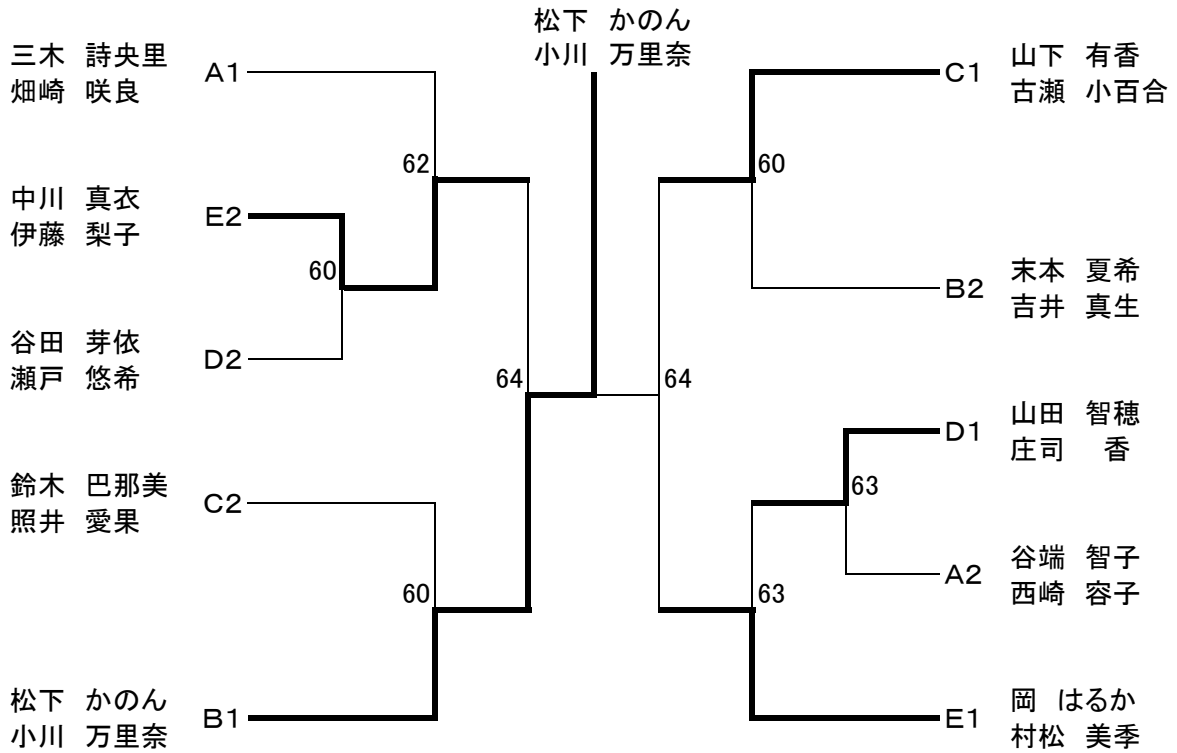 松下 かのん
小川 万里奈
三木 詩央里
畑崎 咲良
A1
62
中川 真衣
伊藤 梨子
E2
60
谷田 芽依
瀬戸 悠希
D2
64
鈴木 巴那美
照井 愛果
C2
60
松下 かのん
小川 万里奈
B1
C1
山下 有香
古瀬 小百合
60
B2
末本 夏希
吉井 真生
64
D1
山田 智穂
庄司 香
63
A2
谷端 智子
西崎 容子
63
E1
岡 はるか
村松 美季